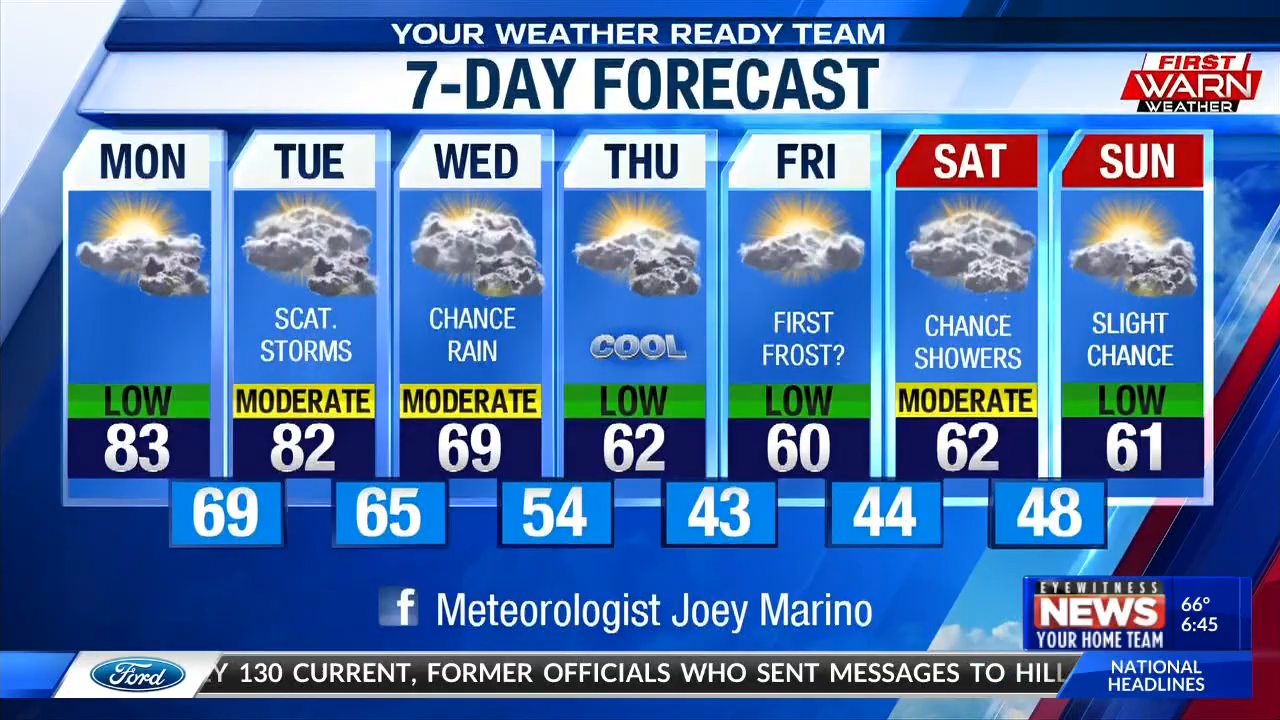 YOUR WEATHER READY TEAM
7-DAY FORECAST
FIRST
WARN
WEATHER
MON
TUE
WED
THU
FRI
SAT
SUN
SCAT.
STORMS
CHANCE
RAIN
COOL
FIRST
FROST?
CHANCE
SHOWERS
SLIGHT
CHANCE
LOW
MODERATE
MODERATE
LOW
LOW
MODERATE
LOW
83
82
69
62
60
62
61
69
65
54
43
44
48
f Meteorologist Joey Marino
EYEWITNESS
NEWS
YOUR HOME TEAM
66°
6:45
Ford
Y 130 CURRENT, FORMER OFFICIALS WHO SENT MESSAGES TO HILL
NATIONAL
HEADLINES